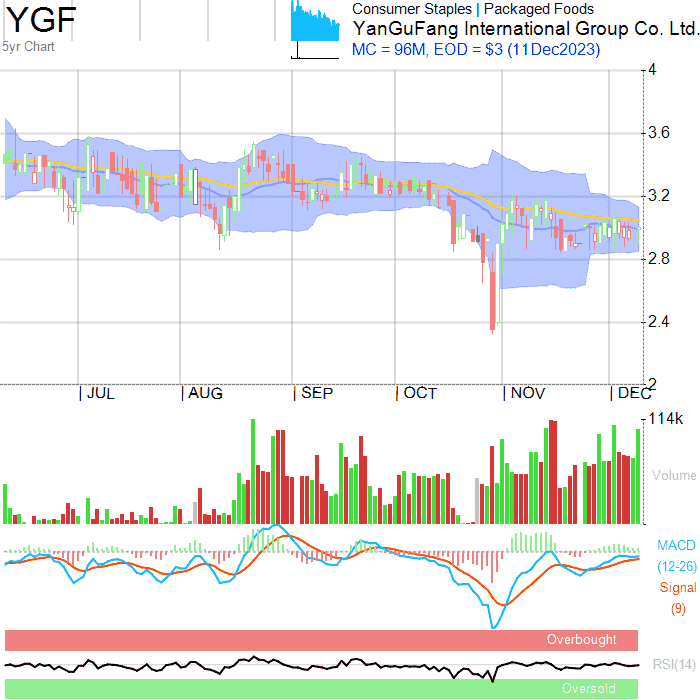 YGF
5yr Chart
Consumer Staples | Packaged Foods
YanGuFang International Group Co. Ltd.
MC = 96M, EOD = $3 (11Dec2023)
4
3.6
3.2
2.8
2.4
2
| JUL
| AUG
| SEP
| OCT
| NOV
| DEC
114k
Volume
MACD
(12-26)
Signal
(9)
Overbought
RSI(14)
Oversold